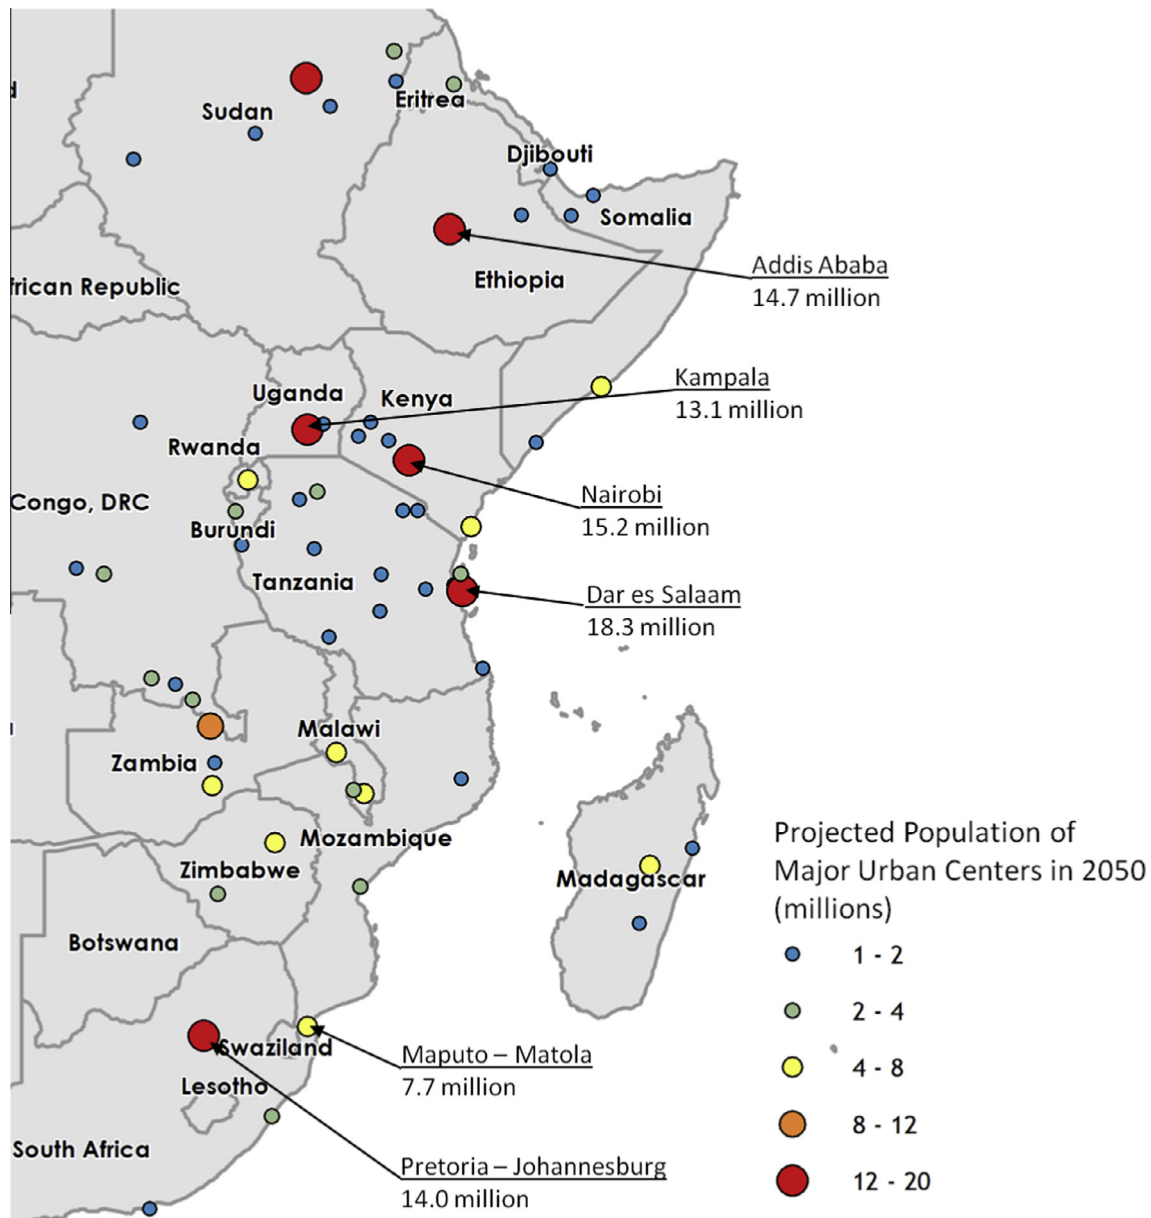 d
Sudan
Eritrea
Djibouti
Somalia
Addis Ababa
14.7 million
Ethiopia
frican Republic
Kampala
13.1 million
Uganda
Kenya
Rwanda
Nairobi
15.2 million
Congo, DRC
Burundi
Tanzania
Dar es Salaam
18.3 million
Malawi
Zambia
Mozambique
Zimbabwe
Madagascar
Botswana
Projected Population of
Major Urban Centers in 2050
(millions)
1 - 2
2 - 4
4 - 8
8 - 12
12 - 20
Swaziland
Maputo – Matola
7.7 million
Lesotho
South Africa
Pretoria – Johannesburg
14.0 million